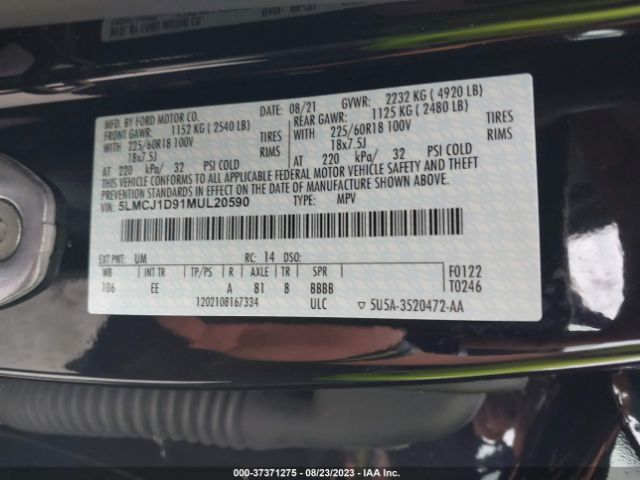 MFD. BY FORD MOTOR CO.
DATE: 08/21 GVWR: 2232 KG ( 4920 LB)
FRONT GAWR: 1152 KG ( 2540 LB) REAR GAWR: 1125 KG ( 2480 LB)
WITH 225/60R18 100V TIRES WITH 225/60R18 100V TIRES
18x7.5J RIMS 18x7.5J RIMS
AT 220 kPa/ 32 PSI COLD AT 220 kPa/ 32 PSI COLD
THIS VEHICLE CONFORMS TO ALL APPLICABLE FEDERAL MOTOR VEHICLE SAFETY AND THEFT
PREVENTION STANDARDS IN EFFECT ON THE DATE OF MANUFACTURE SHOWN ABOVE.
VIN: 5LMCJ1D91MUL20590 TYPE: MPV
EXT PNT: UM RC: 14 DSO:
WB INT TR TP/PS R AXLE TR SPR F0122
106 EE A 81 8 BBBB T0246
1202108167334 ULC ▽ 5U5A-3520472-AA
000-37371275 - 08/23/2023 - IAA Inc.